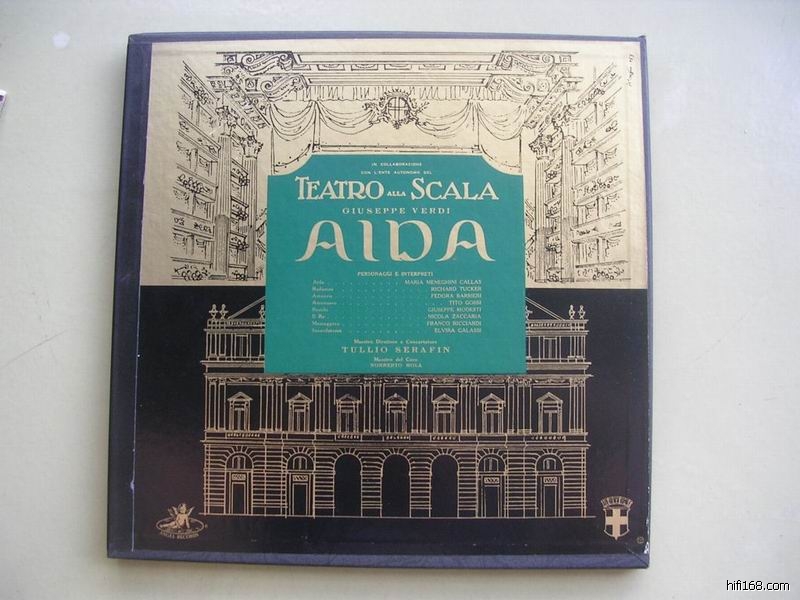 IN COLLABORAZIONE
CON L'ENTE AUTONOMO DEL
TEATRO ALLA SCALA
GIUSEPPE VERDI
AIDA
PERSONAGGI E INTERPRETI
Aida . . . . . . MARIA MENEGHINI CALLAS
Radames . . . . . . RICHARD TUCKER
Amneris . . . . . . FEDORA BARBIERI
Amonasro . . . . . . TITO GOBBI
Ramfis . . . . . . GIUSEPPE MODESTI
Il Re . . . . . . NICOLA ZACCARIA
Messaggero . . . . . . FRANCO RICCIARDI
Sacerdotessa . . . . . . ELVIRA GALASSI
Maestro Direttore e Concertatore
TULLIO SERAFIN
Maestro del Coro
NORBERTO MOLA
ANGEL RECORDS
hifi168.com